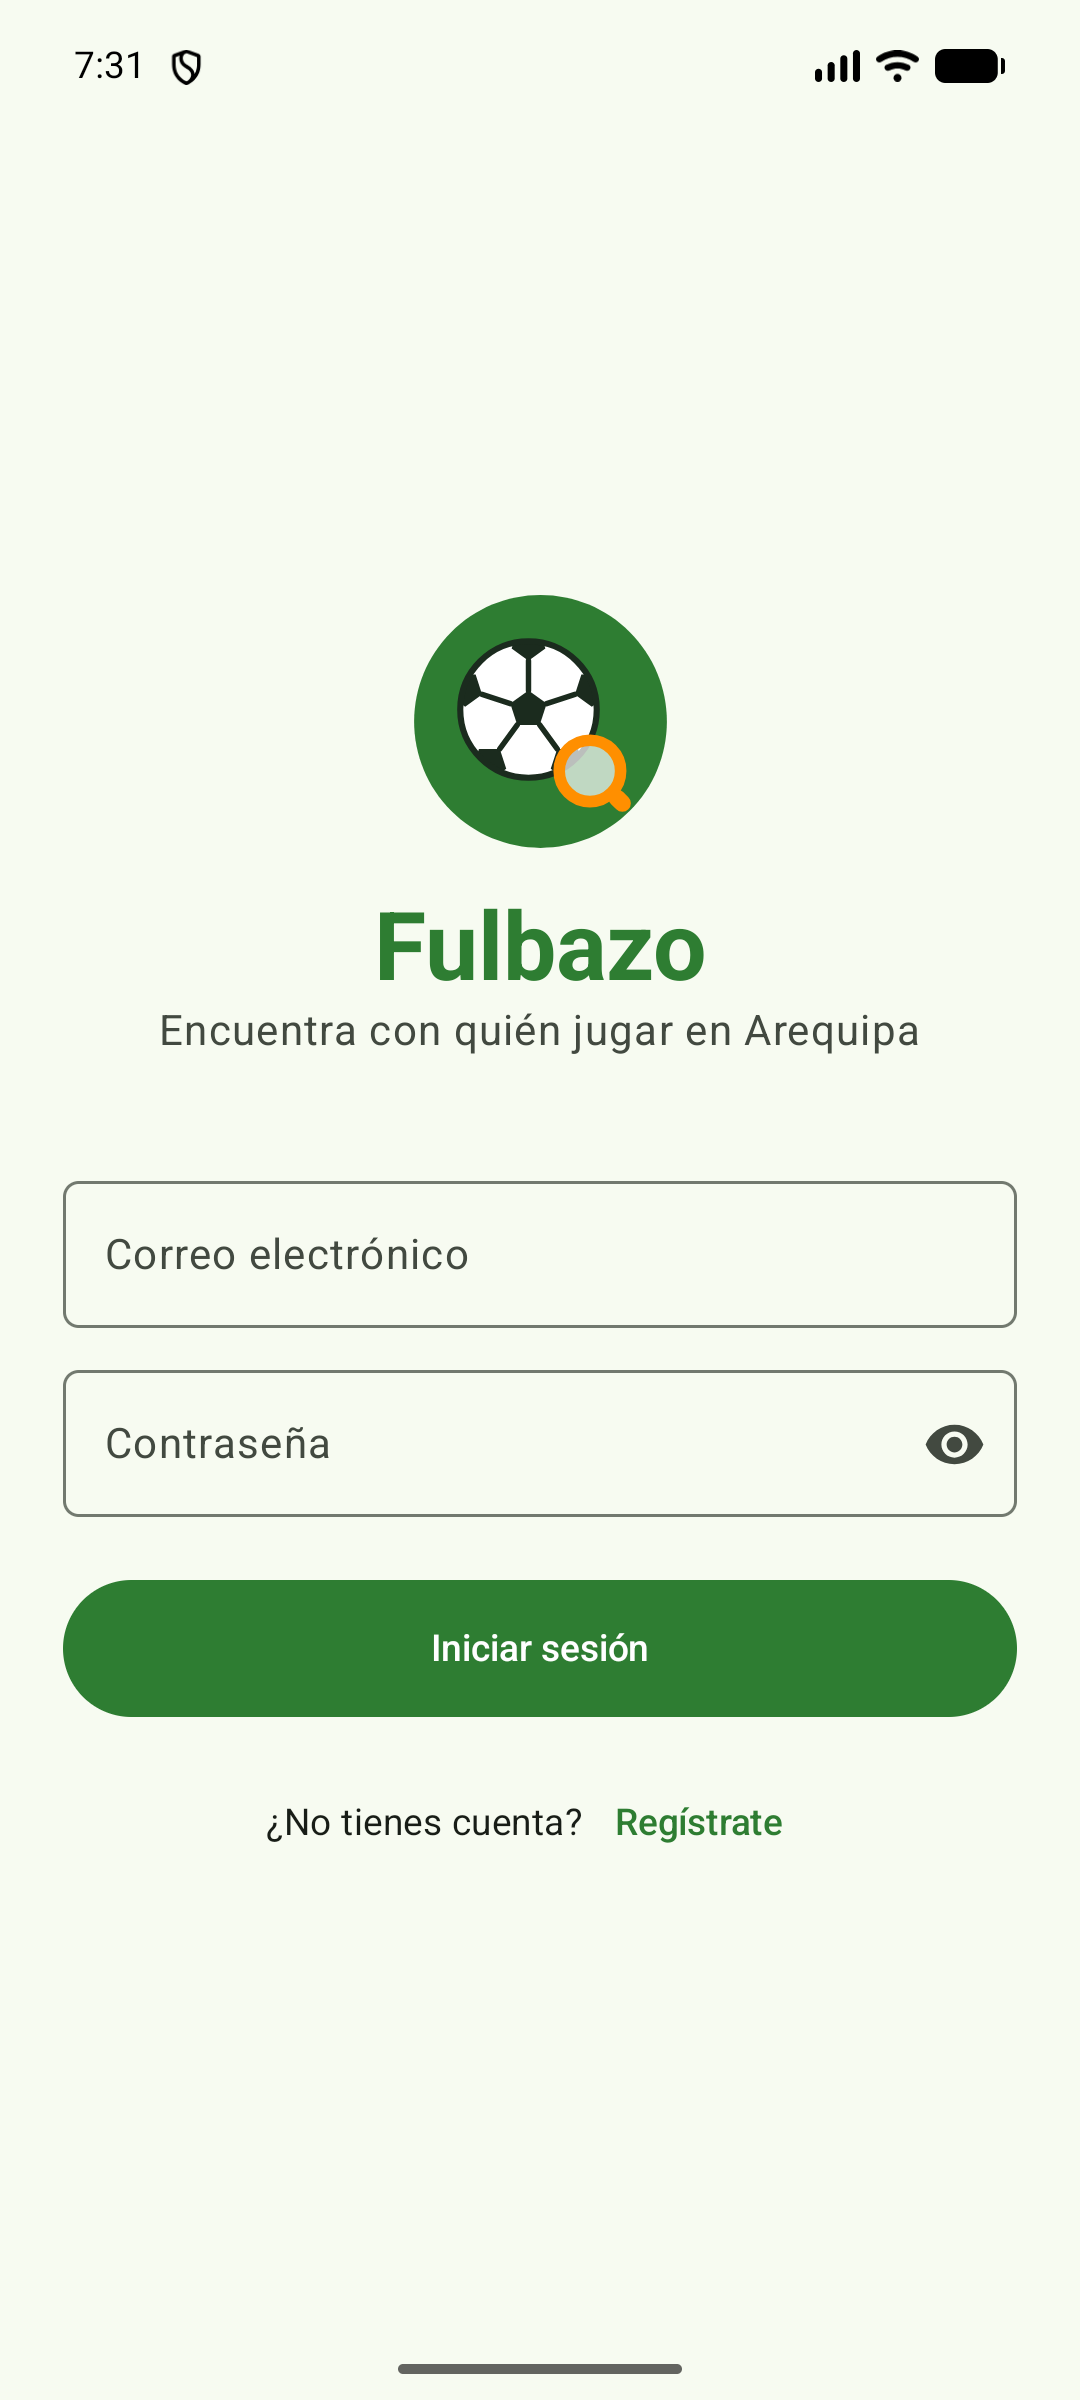 7:31
Fulbazo
Encuentra con quién jugar en Arequipa
Correo electrónico
Contraseña
Iniciar sesión
¿No tienes cuenta? Regístrate